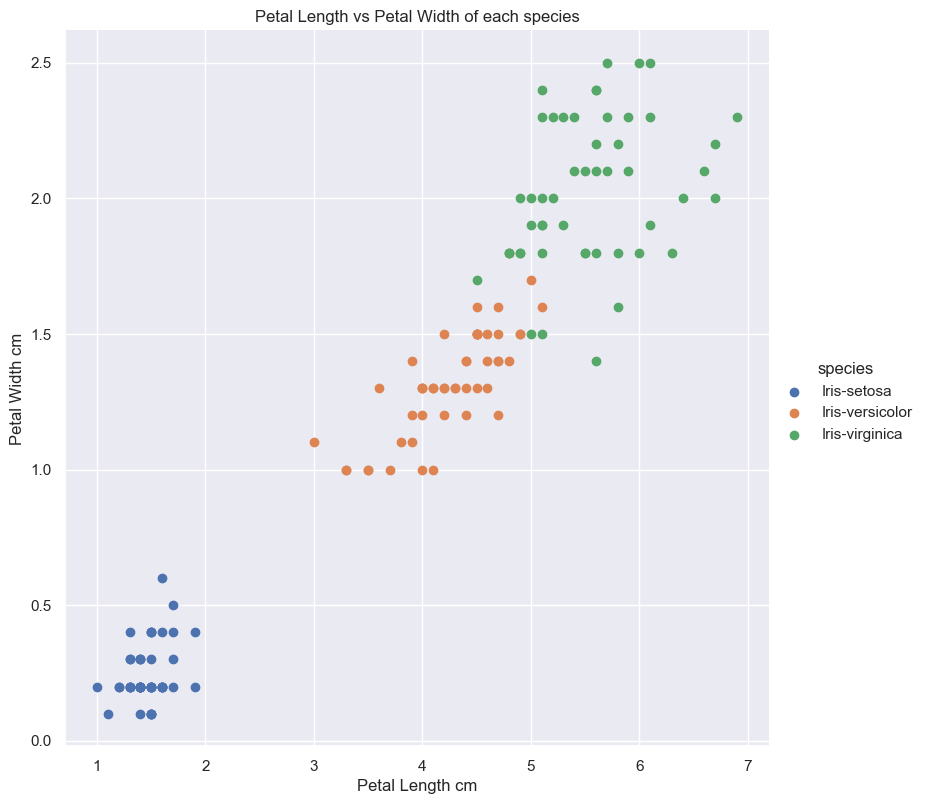 Petal Length vs Petal Width of each species
2.5
2.0
1.5
1.0
0.5
0.0
Petal Width cm
1 2 3 4 5 6 7
Petal Length cm
species
Iris-setosa
Iris-versicolor
Iris-virginica